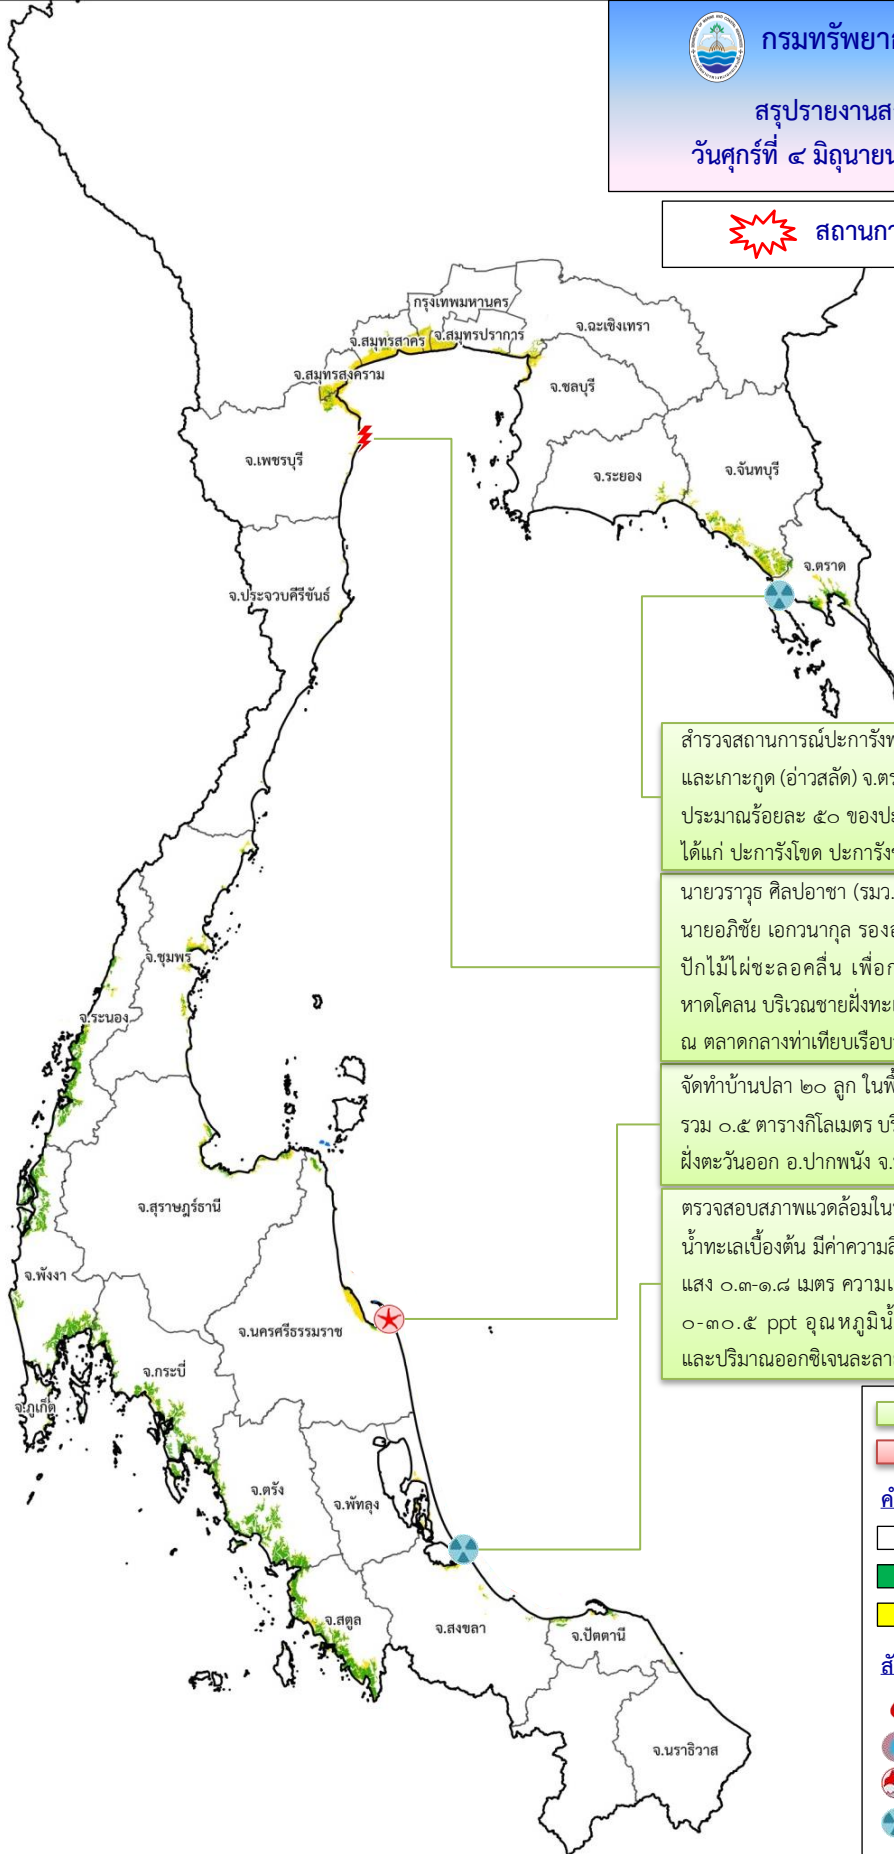 กรมทรัพยาก
สรุปรายงานส
วันศุกร์ที่ ๔ มิถุนายน
สถานกา
กรุงเทพมหานคร
จ.สมุทรสาคร
จ.สมุทรปราการ
จ.ฉะเชิงเทรา
จ.สมุทรสงคราม
จ.ชลบุรี
จ.เพชรบุรี
จ.ระยอง
จ.จันทบุรี
จ.ตราด
จ.ประจวบคีรีขันธ์
สำรวจสถานการณ์ปะการังฟ
และเกาะกูด (อ่าวสลัด) จ.ตร
ประมาณร้อยละ ๕๐ ของปะ
ได้แก่ ปะการังโขด ปะการัง
นายวราวุธ ศิลปอาชา (รมว.
นายอภิชัย เอกวนากุล รองอ
ปักไม้ไผ่ชะลอคลื่น เพื่อก
หาดโคลน บริเวณชายฝั่งทะเ
ณ ตลาดกลางท่าเทียบเรือบ
จ.ชุมพร
จ.ระนอง
จัดทำบ้านปลา ๒๐ ลูก ในพื้
รวม ๐.๕ ตารางกิโลเมตร บริ
ฝั่งตะวันออก อ.ปากพนัง จ.น
จ.สุราษฎร์ธานี
ตรวจสอบสภาพแวดล้อมใน
น้ำทะเลเบื้องต้น มีค่าความลึ
แสง ๐.๓-๑.๘ เมตร ความเ
๐-๓๐.๕ ppt อุณหภูมิน้ำ
และปริมาณออกซิเจนละลา
จ.พังงา
จ.นครศรีธรรมราช
จ.กระบี่
จ.ภูเก็ต
จ.ตรัง
จ.พัทลุง
จ.สตูล
จ.สงขลา
จ.ปัตตานี
จ.นราธิวาส
คำ
สั